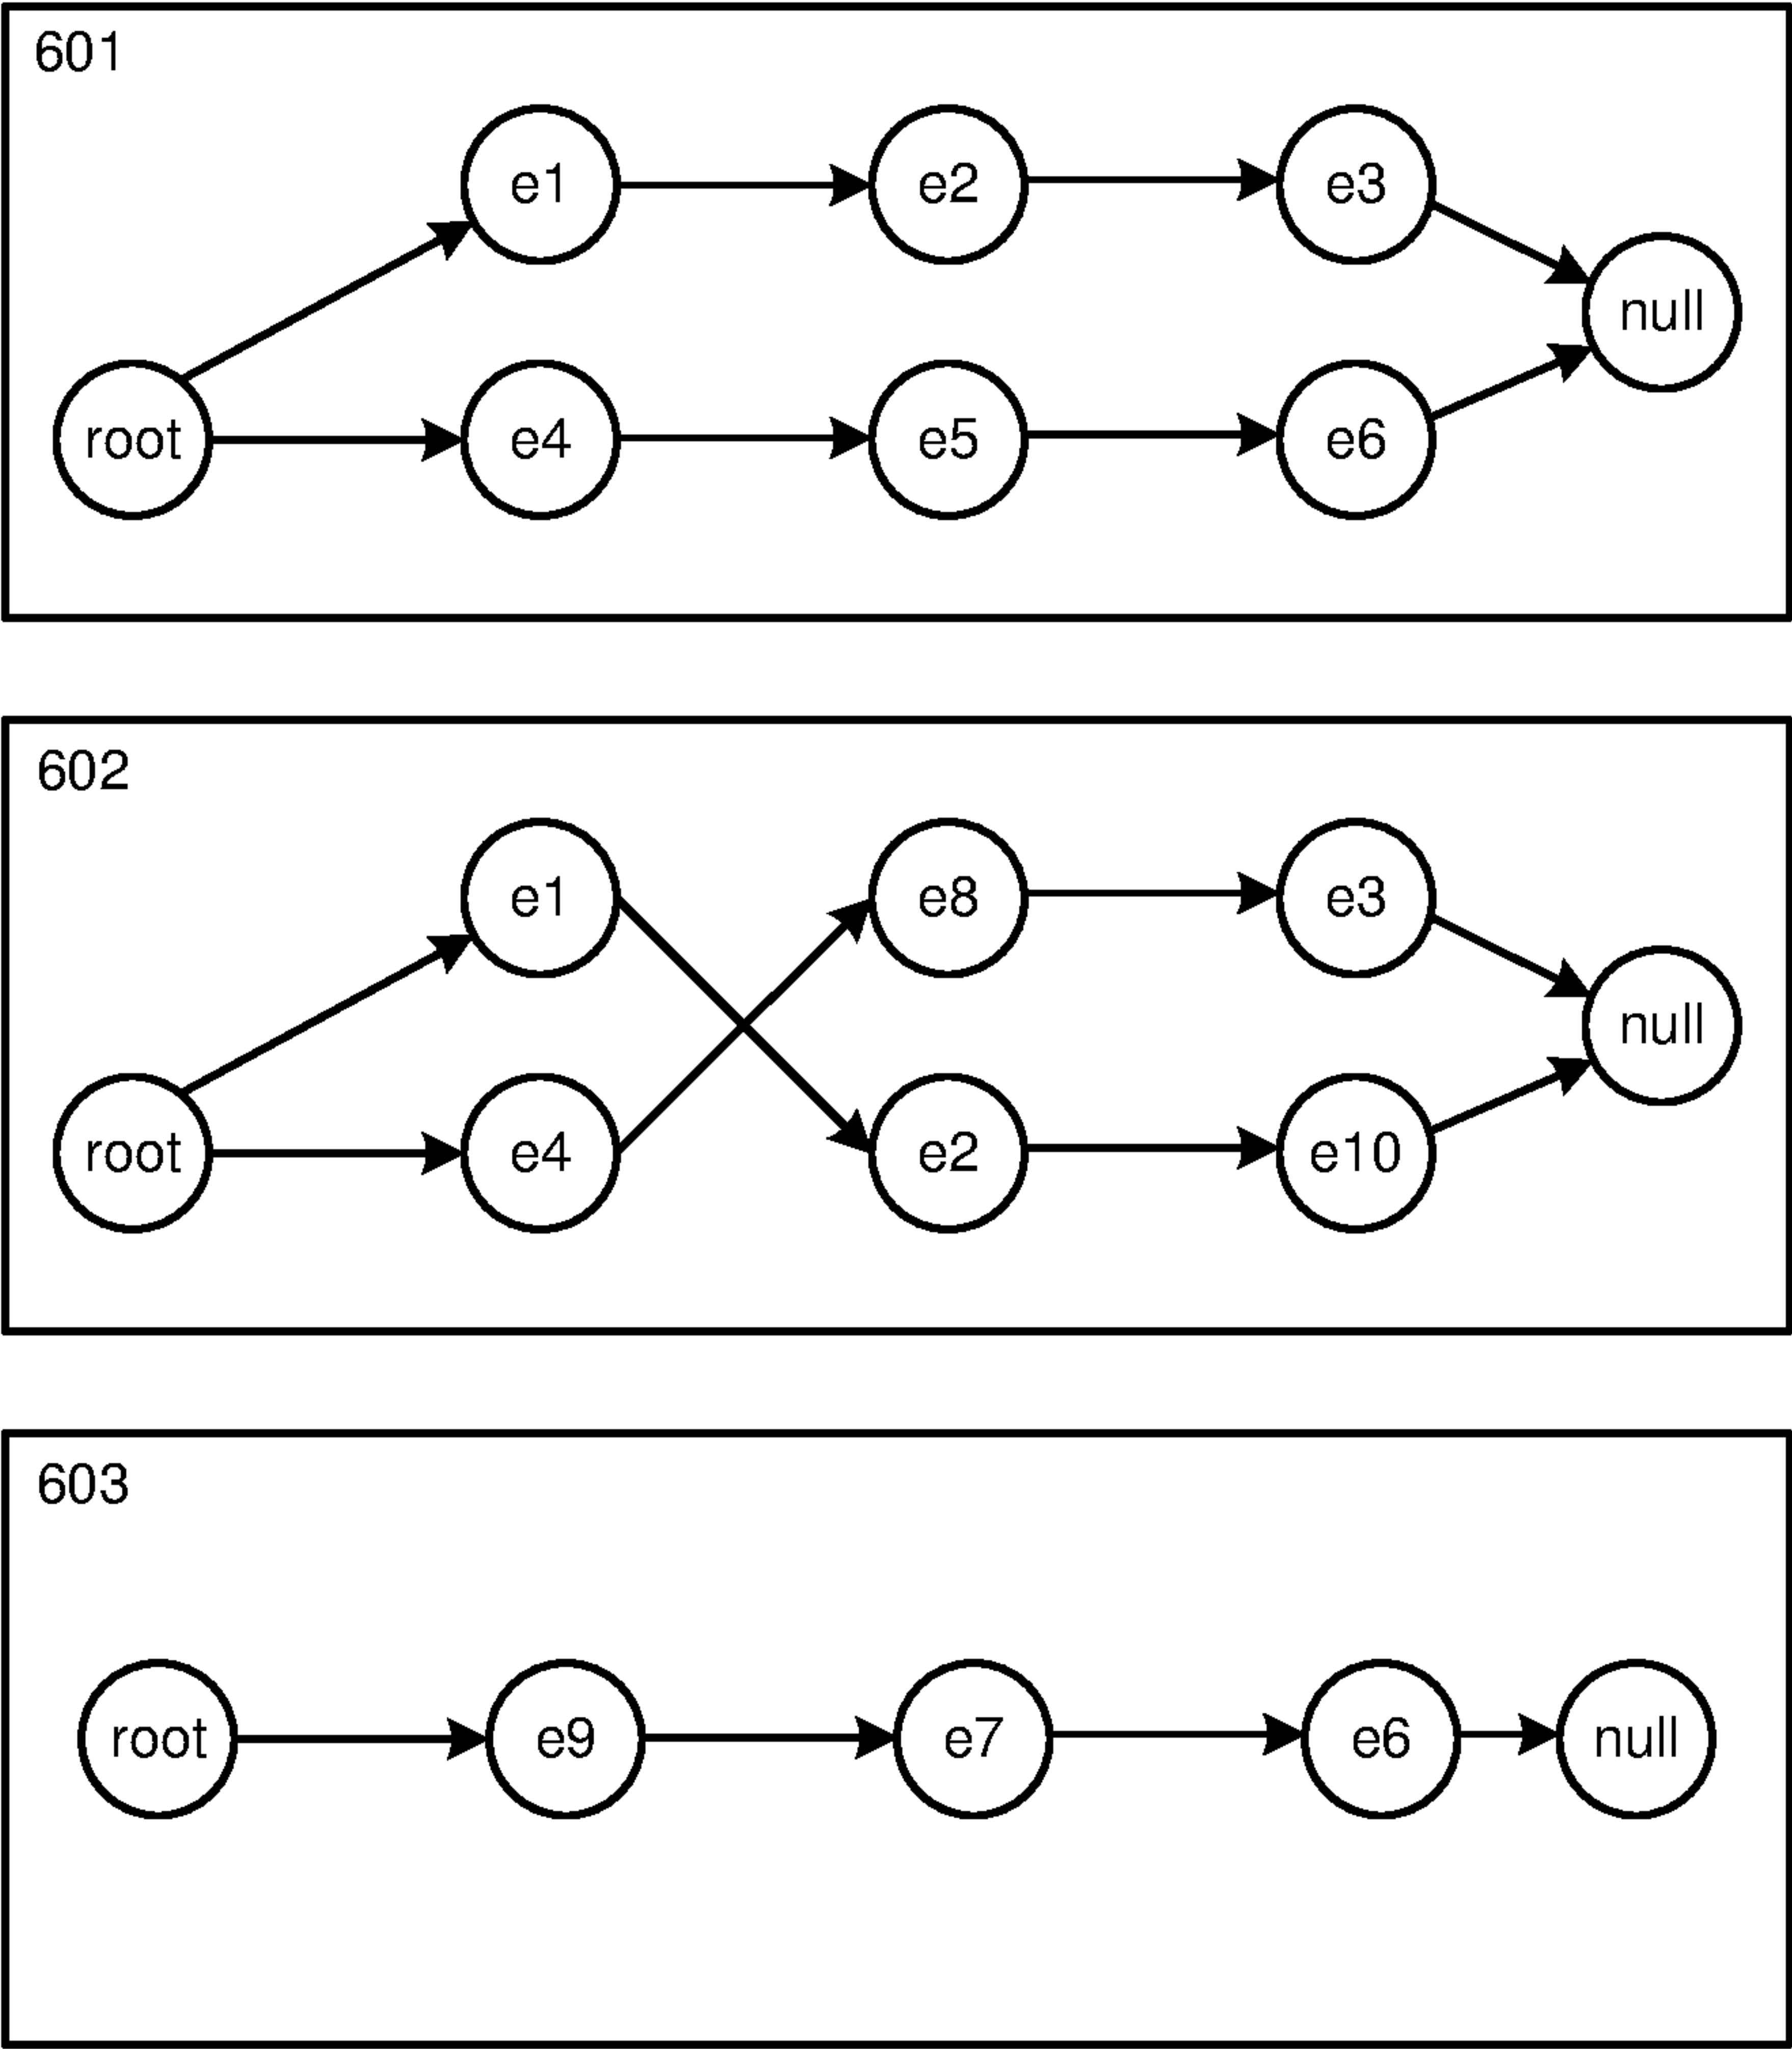 601
e1 e2 e3
null
root e4 e5 e6
602
e1 e8 e3
null
root e4 e2 e10
603
root e9 e7 e6 null